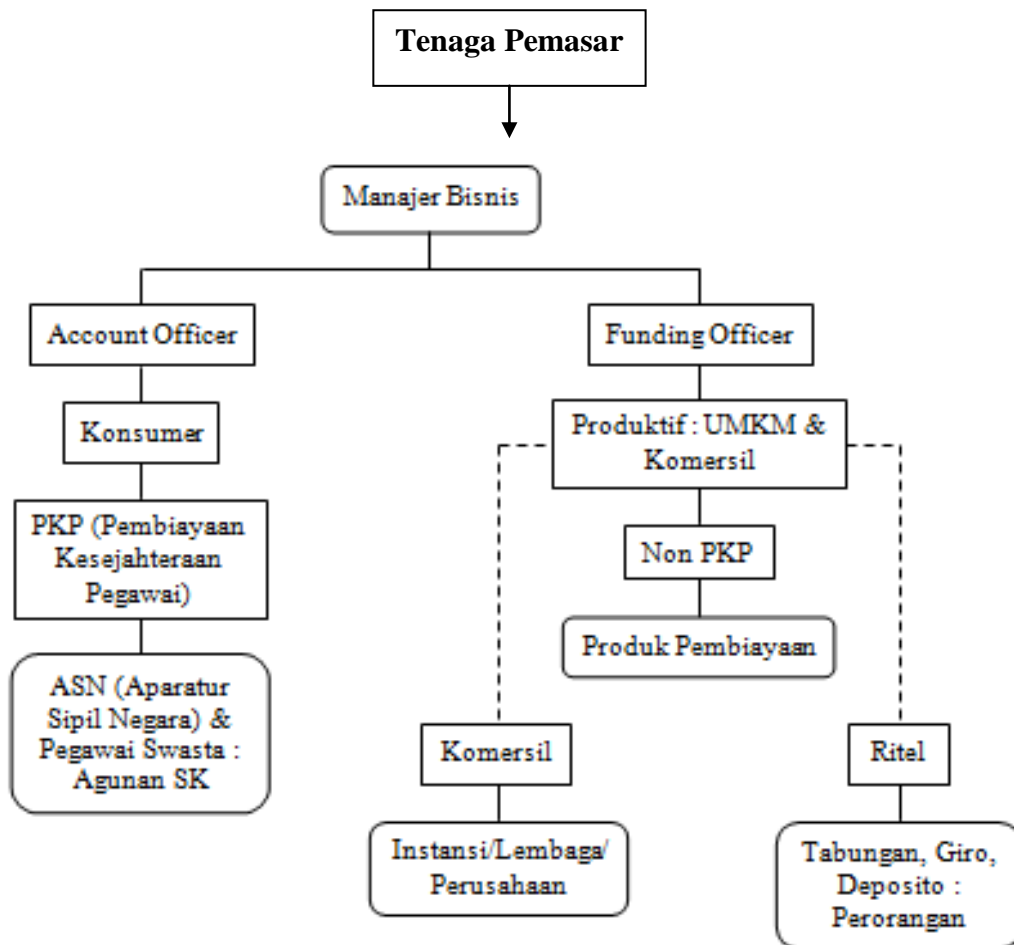 Tenaga Pemasar
Manajer Bisnis
Account Officer
Funding Officer
Konsumer
Produktif : UMKM &
Komersil
PKP (Pembiayaan
Kesejahteraan
Pegawai)
Non PKP
Produk Pembiayaan
ASN (Aparatur
Sipil Negara) &
Pegawai Swasta :
Agunan SK
Komersil
Ritel
Instansi/Lembaga/
Perusahaan
Tabungan, Giro,
Deposito :
Perorangan